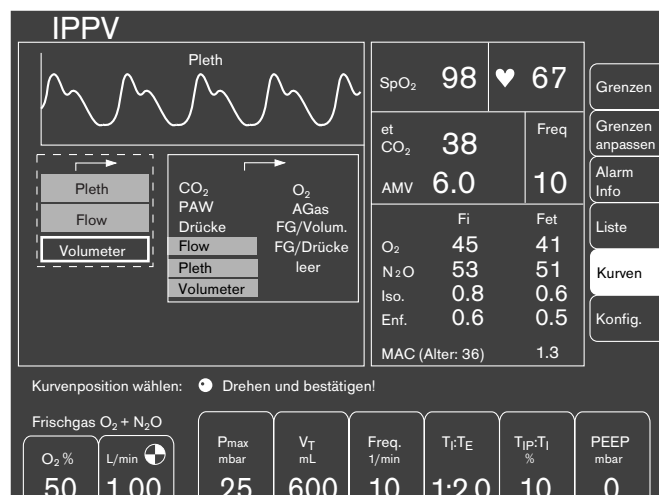 IPPV
Pleth
SpO₂ 98 ♥ 67
et CO₂ 38 Freq
AMV 6.0 10
Fi Fet
O₂ 45 41
N₂O 53 51
Iso. 0.8 0.6
Enf. 0.6 0.5
MAC (Alter: 36) 1.3
Pleth
Flow
Volumeter
CO₂ O₂
PAW AGas
Drücke FG/Volum.
Flow FG/Drücke
Pleth leer
Volumeter
Grenzen
Grenzen
anpassen
Alarm
Info
Liste
Kurven
Konfig.
Kurvenposition wählen: Drehen und bestätigen!
Frischgas O₂ + N₂O
O₂ % L/min
50 1.00
Pmax VT Freq. TI:TE TIP:TI PEEP
mbar mL 1/min % mbar
25 600 10 1:2.0 10 0